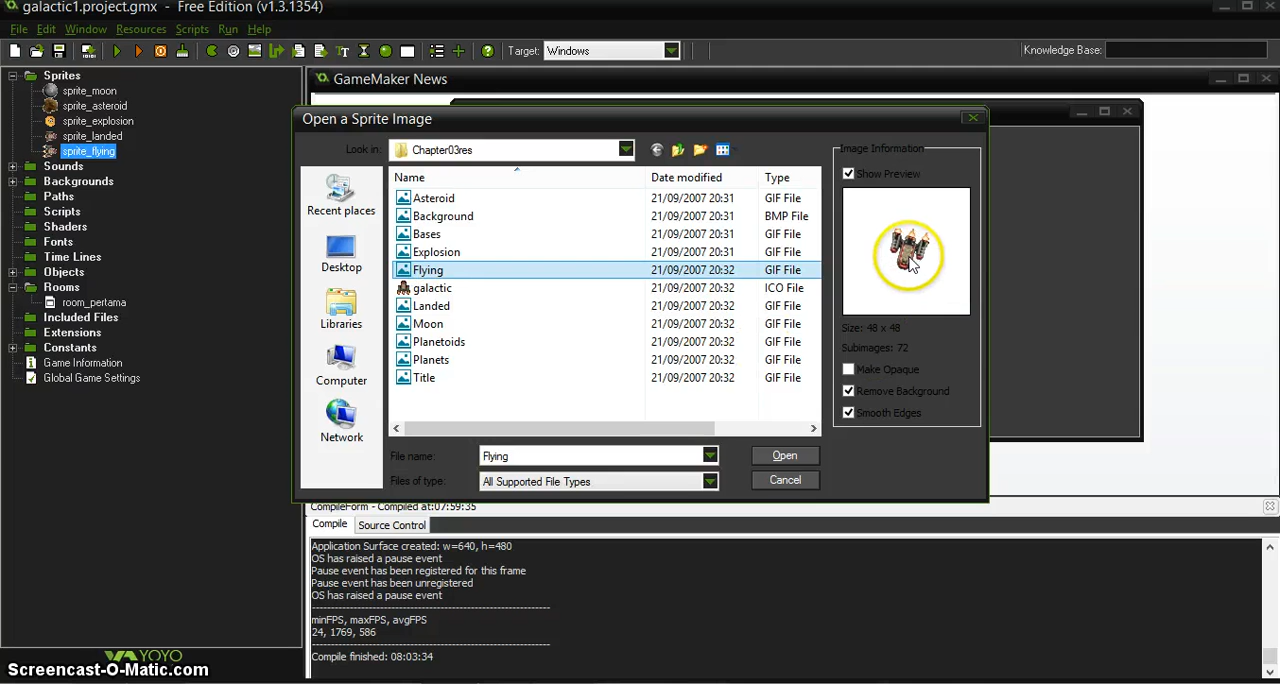 galactic1.project.gmx - Free Edition (v1.3.1354)
File Edit Window Resources Scripts Run Help
Target: Windows
Knowledge Base:
Sprites
sprite_moon
sprite_asteroid
sprite_explosion
sprite_landed
sprite_flying
Sounds
Backgrounds
Paths
Scripts
Shaders
Fonts
Time Lines
Objects
Rooms
room_pertama
Included Files
Extensions
Constants
Game Information
Global Game Settings
GameMaker News
Open a Sprite Image
Look in: Chapter03res
Recent places
Desktop
Libraries
Computer
Network
Name Date modified Type
Asteroid 21/09/2007 20:31 GIF File
Background 21/09/2007 20:31 BMP File
Bases 21/09/2007 20:31 GIF File
Explosion 21/09/2007 20:31 GIF File
Flying 21/09/2007 20:32 GIF File
galactic 21/09/2007 20:32 ICO File
Landed 21/09/2007 20:32 GIF File
Moon 21/09/2007 20:32 GIF File
Planetoids 21/09/2007 20:32 GIF File
Planets 21/09/2007 20:32 GIF File
Title 21/09/2007 20:32 GIF File
File name: Flying Open
Files of type: All Supported File Types Cancel
Image Information
Show Preview
Size: 48 x 48
Subimages: 72
Make Opaque
Remove Background
Smooth Edges
CompileForm - Compiled at:07:59:35
Compile Source Control
Application Surface created: w=640, h=480
OS has raised a pause event
Pause event has been registered for this frame
Pause event has been unregistered
OS has raised a pause event
------------------------------------------------------------
minFPS, maxFPS, avgFPS
24, 1769, 586
------------------------------------------------------------
Compile finished: 08:03:34
YOYO
Screencast-O-Matic.com